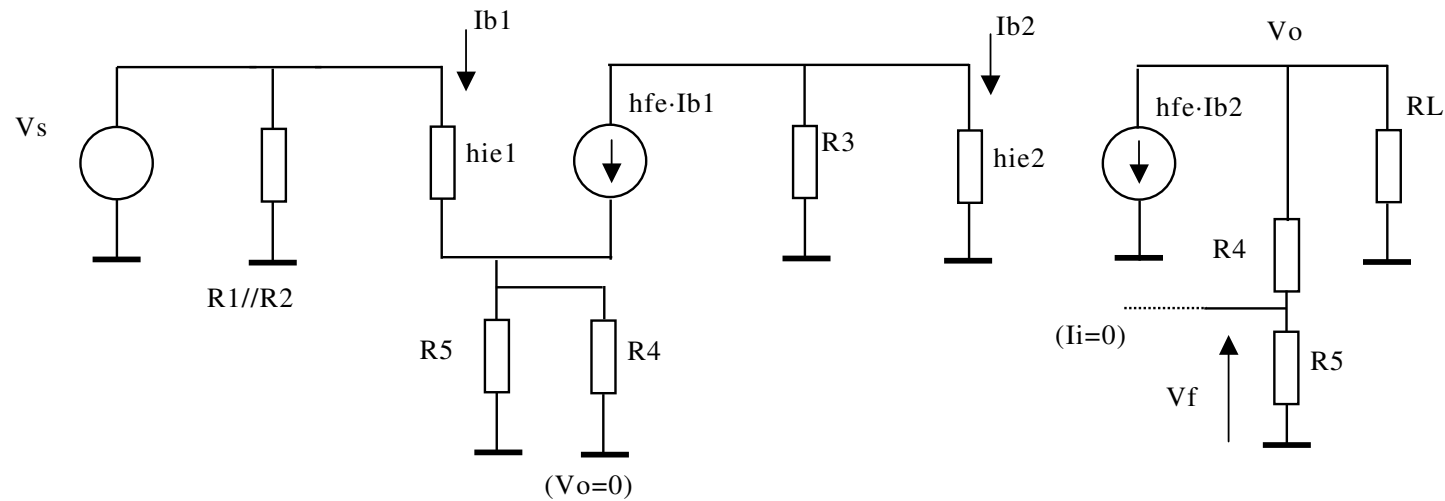 Ib1
Ib2
Vo
Vs
hie1
hfe·Ib1
R3
hie2
hfe·Ib2
RL
R1//R2
R4
R5
R4
(Ii=0)
R5
Vf
(Vo=0)